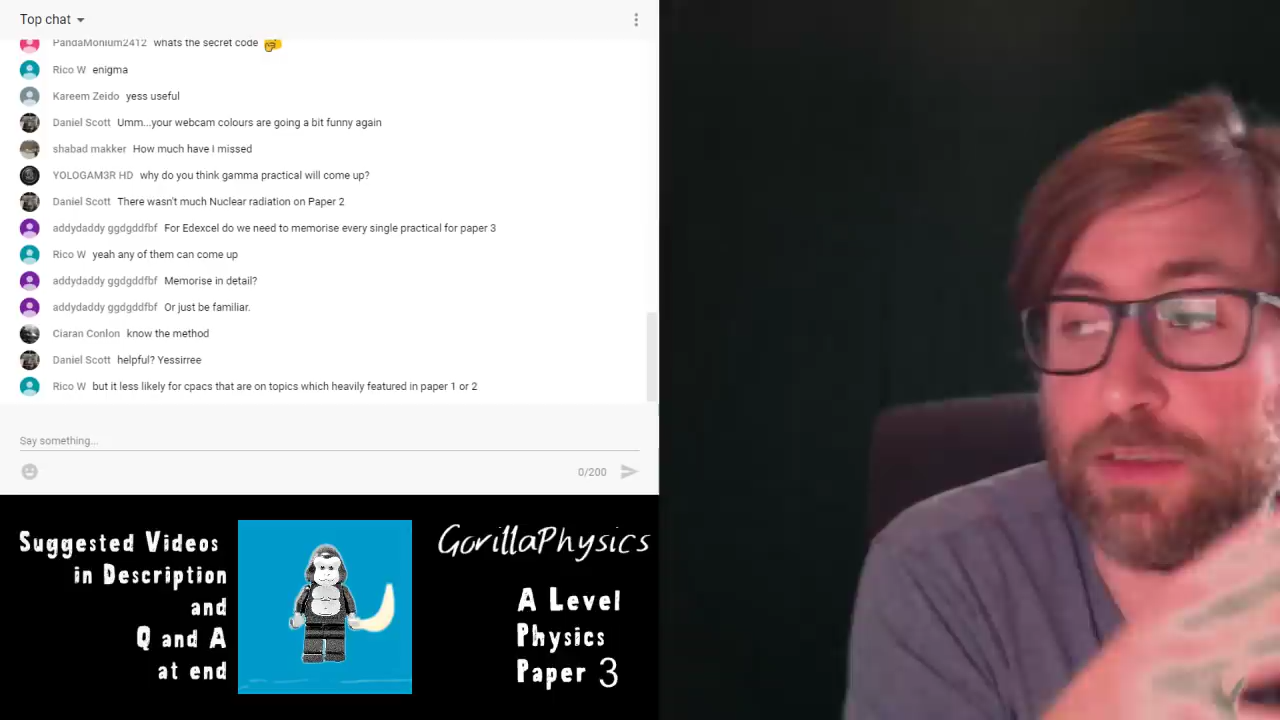 Top chat
PandaMonium2412 whats the secret code
Rico W enigma
Kareem Zeido yess useful
Daniel Scott Umm...your webcam colours are going a bit funny again
shabad makker How much have I missed
YOLOGAM3R HD why do you think gamma practical will come up?
Daniel Scott There wasn't much Nuclear radiation on Paper 2
addydaddy ggdgddfbf For Edexcel do we need to memorise every single practical for paper 3
Rico W yeah any of them can come up
addydaddy ggdgddfbf Memorise in detail?
addydaddy ggdgddfbf Or just be familiar.
Ciaran Conlon know the method
Daniel Scott helpful? Yessirree
Rico W but it less likely for cpacs that are on topics which heavily featured in paper 1 or 2
Say something...
0/200
Suggested Videos
in Description
and
Q and A
at end
GorillaPhysics
A Level
Physics
Paper 3